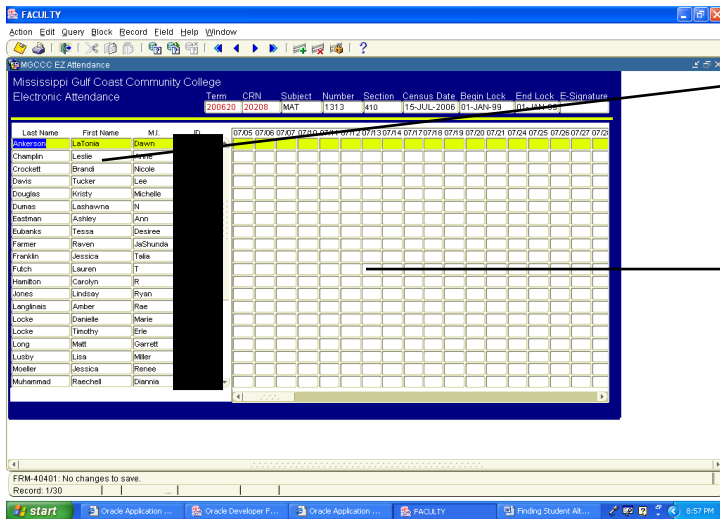 FACULTY
Action Edit Query Block Record Field Help Window
MGCCC EZ Attendance
Mississippi Gulf Coast Community College
Electronic Attendance
Term CRN Subject Number Section Census Date Begin Lock End Lock E-Signature
200620 20208 MAT 1313 410 15-JUL-2006 01-JAN-99 01-JAN-99
Last Name First Name M.I. ID 07/05 07/06 07/07 07/10 07/11 07/12 07/13 07/14 07/17 07/18 07/19 07/20 07/21 07/24 07/25 07/26 07/27 07/28
Ankerson LaTonia Dawn
Champlin Leslie Anne
Crockett Brandi Nicole
Davis Tucker Lee
Douglas Kristy Michelle
Dumas Lashawna N
Eastman Ashley Ann
Eubanks Tessa Desiree
Farmer Raven JaShunda
Franklin Jessica Talia
Futch Lauren T
Hamilton Carolyn R
Jones Lindsay Ryan
Langlinais Amber Rae
Locke Danielle Marie
Locke Timothy Erle
Long Matt Garrett
Lusby Lisa Miller
Moeller Jessica Renee
Muhammad Raechell Diannia
FRM-40401: No changes to save.
Record: 1/30 ...
start Oracle Application ... Oracle Developer F... Oracle Application ... FACULTY Finding Student Alt... 8:57 PM